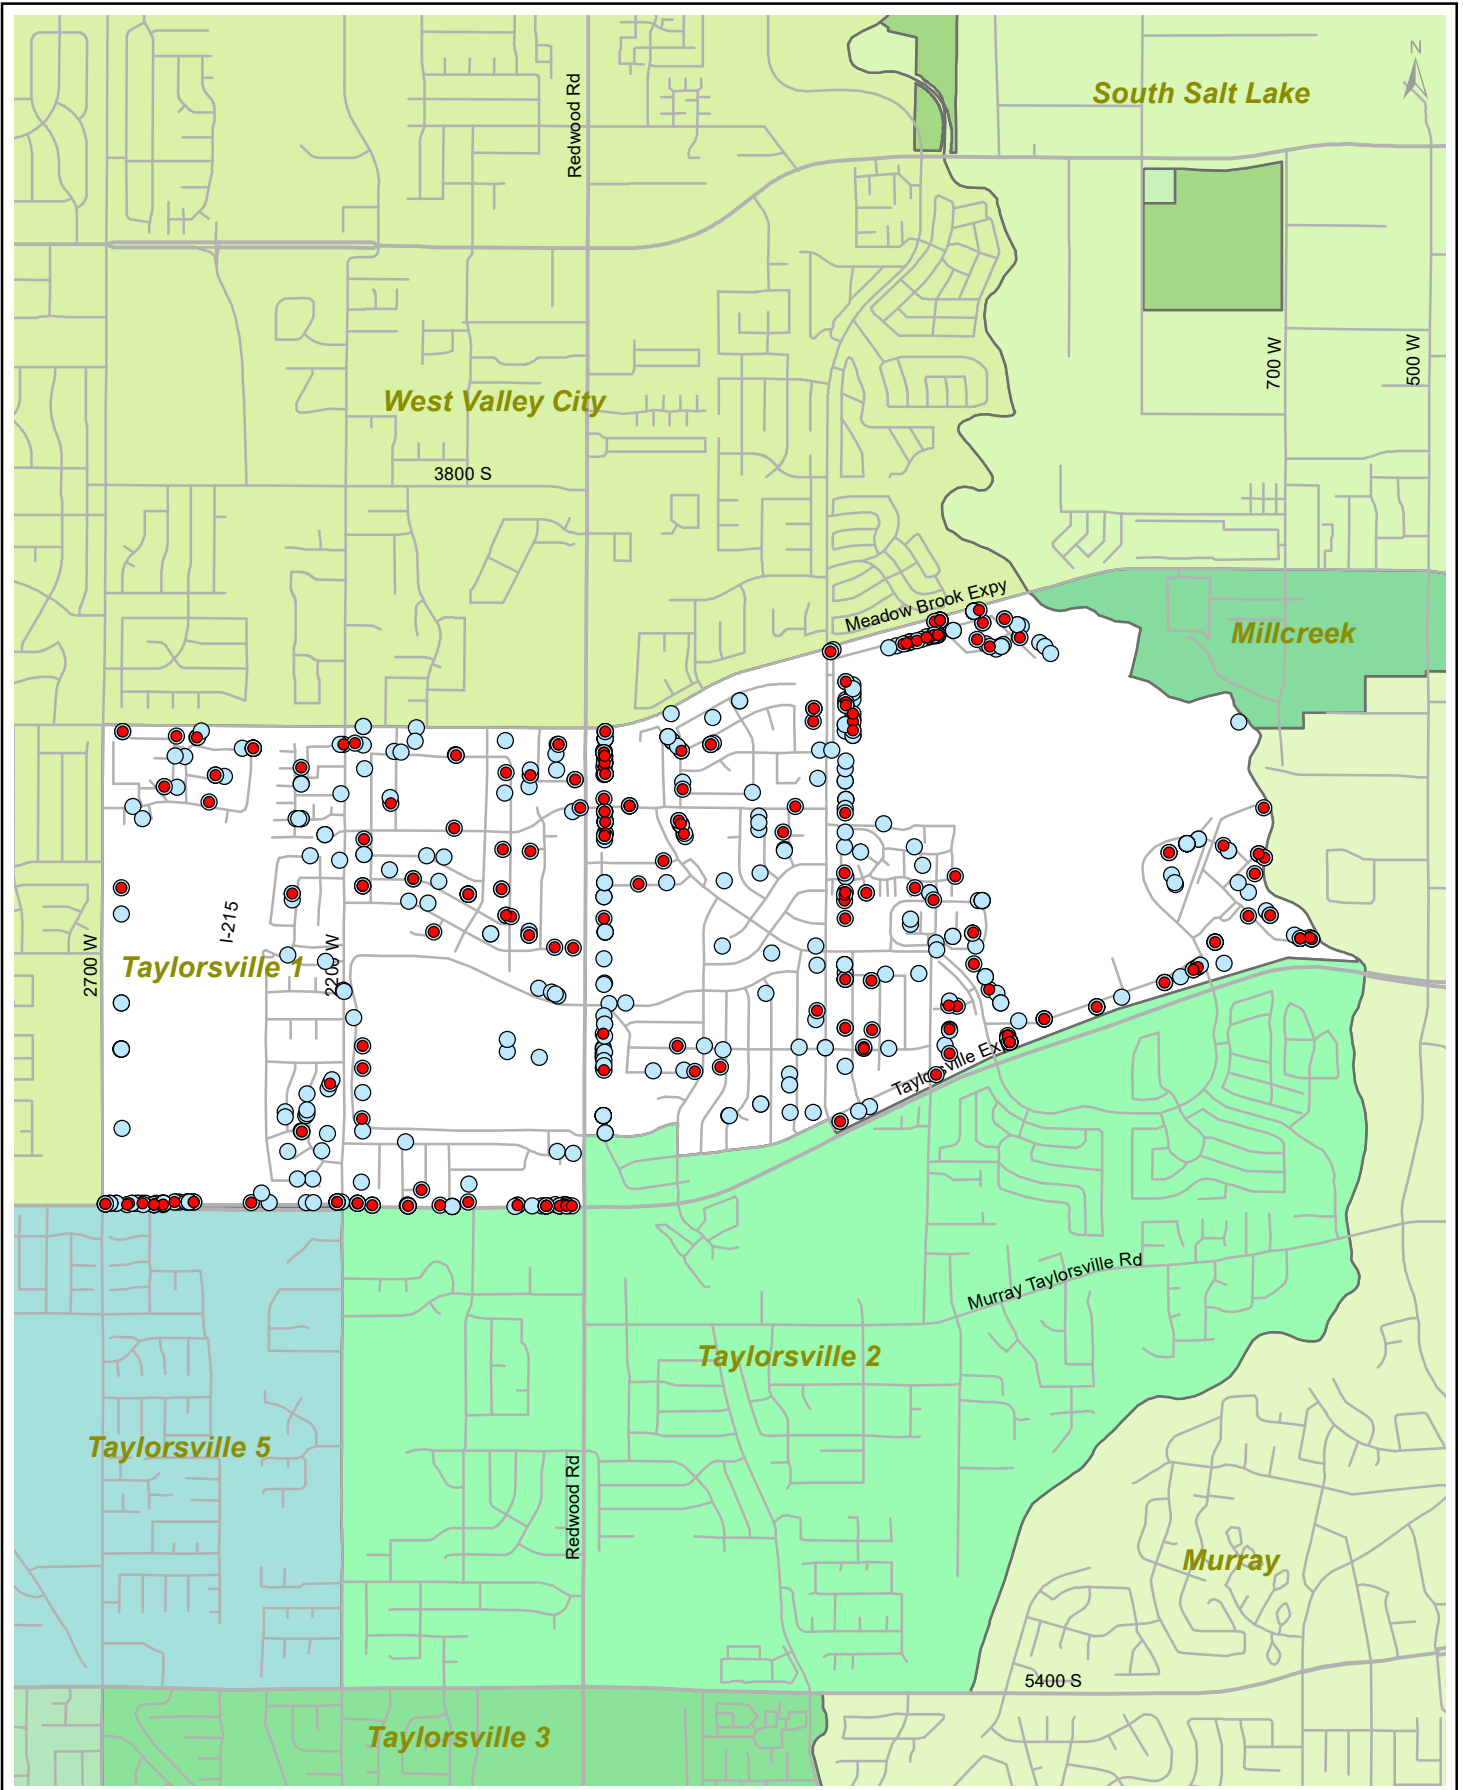 N
South Salt Lake
Redwood Rd
700 W
500 W
West Valley City
3800 S
Meadow Brook Expy
Millcreek
I-215
2700 W
2200 W
Taylorsville 1
Taylorsville Expy
Murray Taylorsville Rd
Taylorsville 2
Taylorsville 5
Redwood Rd
Murray
5400 S
Taylorsville 3